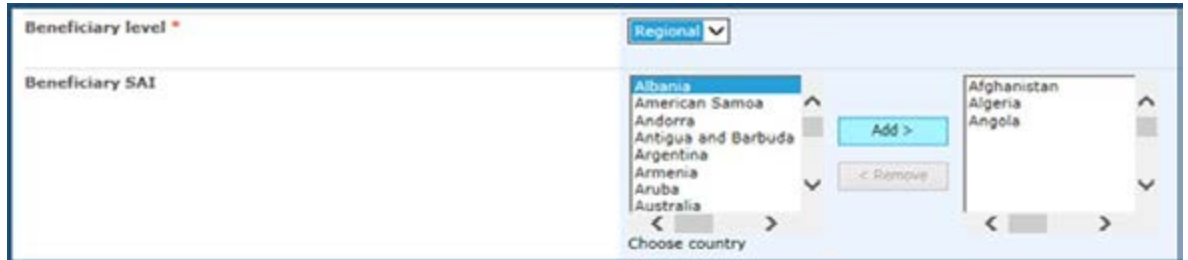 Beneficiary level *
Regional
Beneficiary SAI
Albania
American Samoa
Andorra
Antigua and Barbuda
Argentina
Armenia
Aruba
Australia
Choose country
Add >
< Remove
Afghanistan
Algeria
Angola